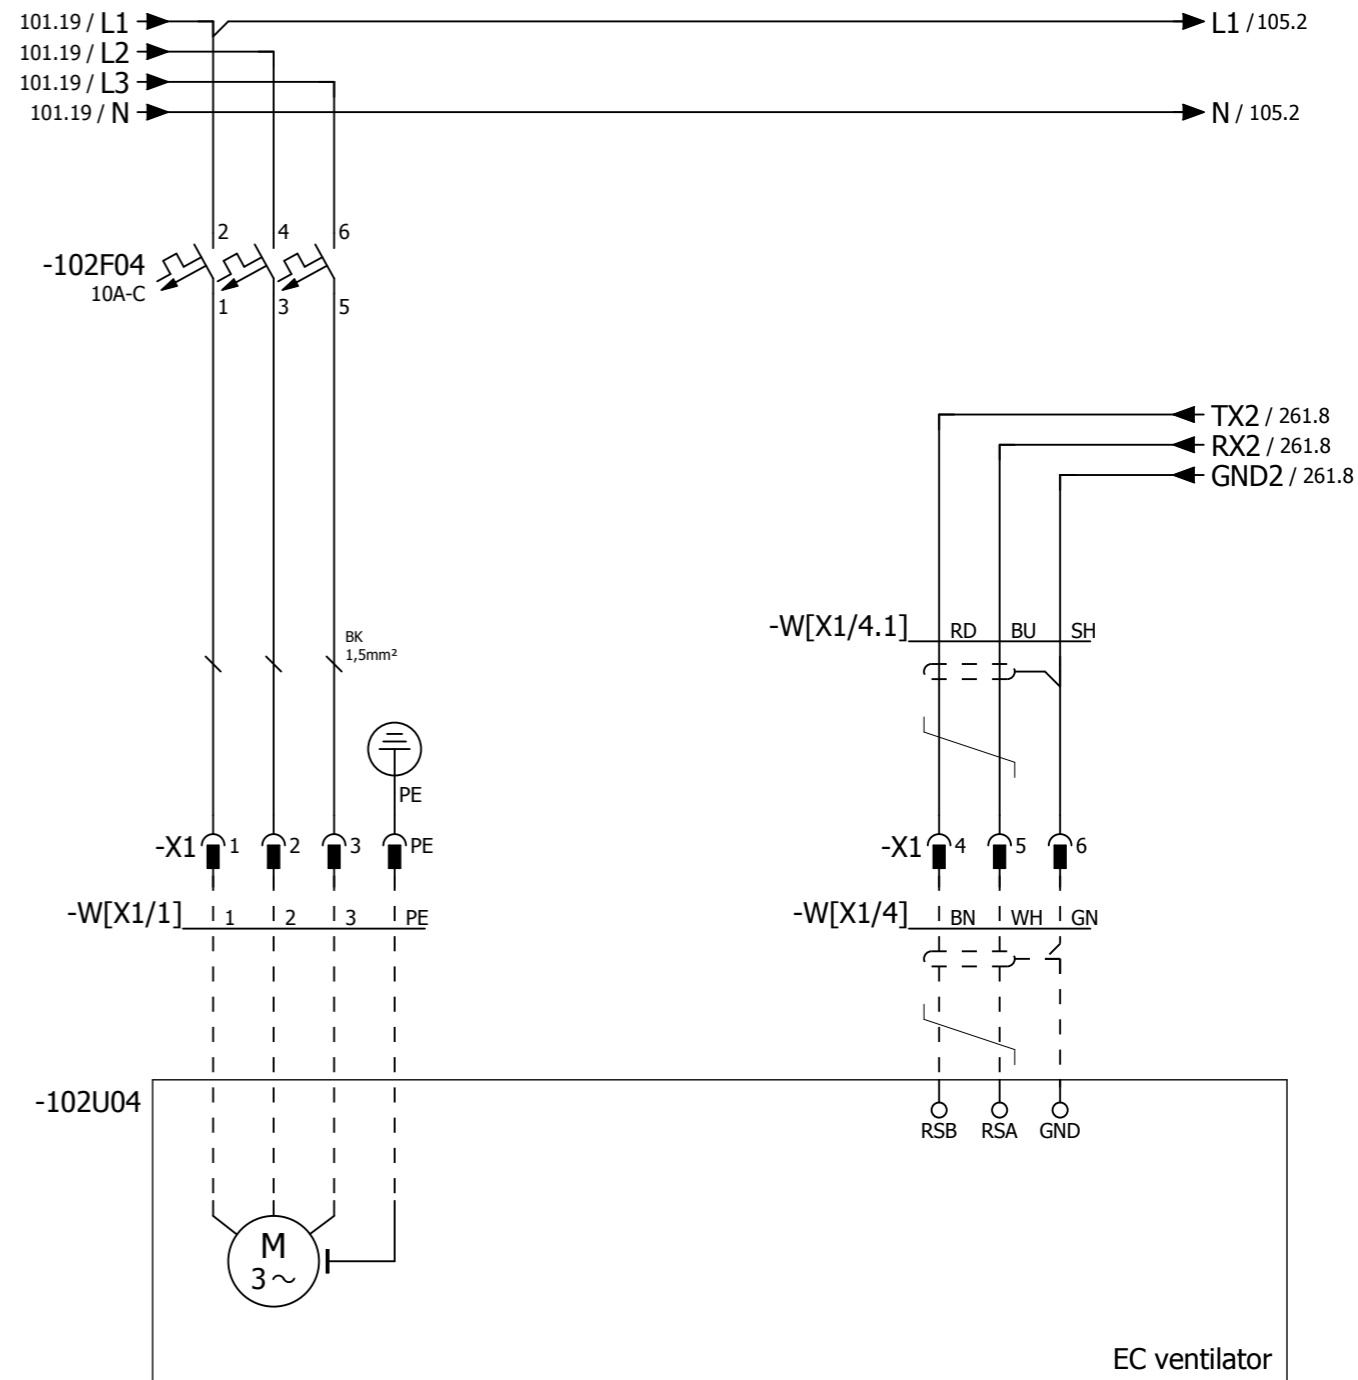 101.19 / L1
L1 / 105.2
101.19 / L2
101.19 / L3
101.19 / N
N / 105.2
2 4 6
-102F04
10A-C
1 3 5
TX2 / 261.8
RX2 / 261.8
GND2 / 261.8
-W[X1/4.1] RD BU SH
BK
1,5mm²
PE
-X1 1 2 3 PE
-X1 4 5 6
-W[X1/1] 1 2 3 PE
-W[X1/4] BN WH GN
-102U04
RSB RSA GND
M
3~
EC ventilator